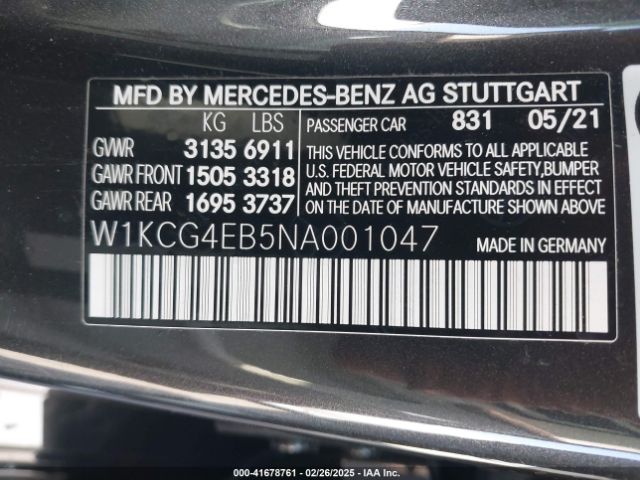 MFD BY MERCEDES-BENZ AG STUTTGART
KG LBS PASSENGER CAR 831 05/21
GVWR 3135 6911
GAWR FRONT 1505 3318
GAWR REAR 1695 3737
THIS VEHICLE CONFORMS TO ALL APPLICABLE
U.S. FEDERAL MOTOR VEHICLE SAFETY,BUMPER
AND THEFT PREVENTION STANDARDS IN EFFECT
ON THE DATE OF MANUFACTURE SHOWN ABOVE.
W1KCG4EB5NA001047 MADE IN GERMANY
000-41678761 | 02/26/2025 | IAA Inc.